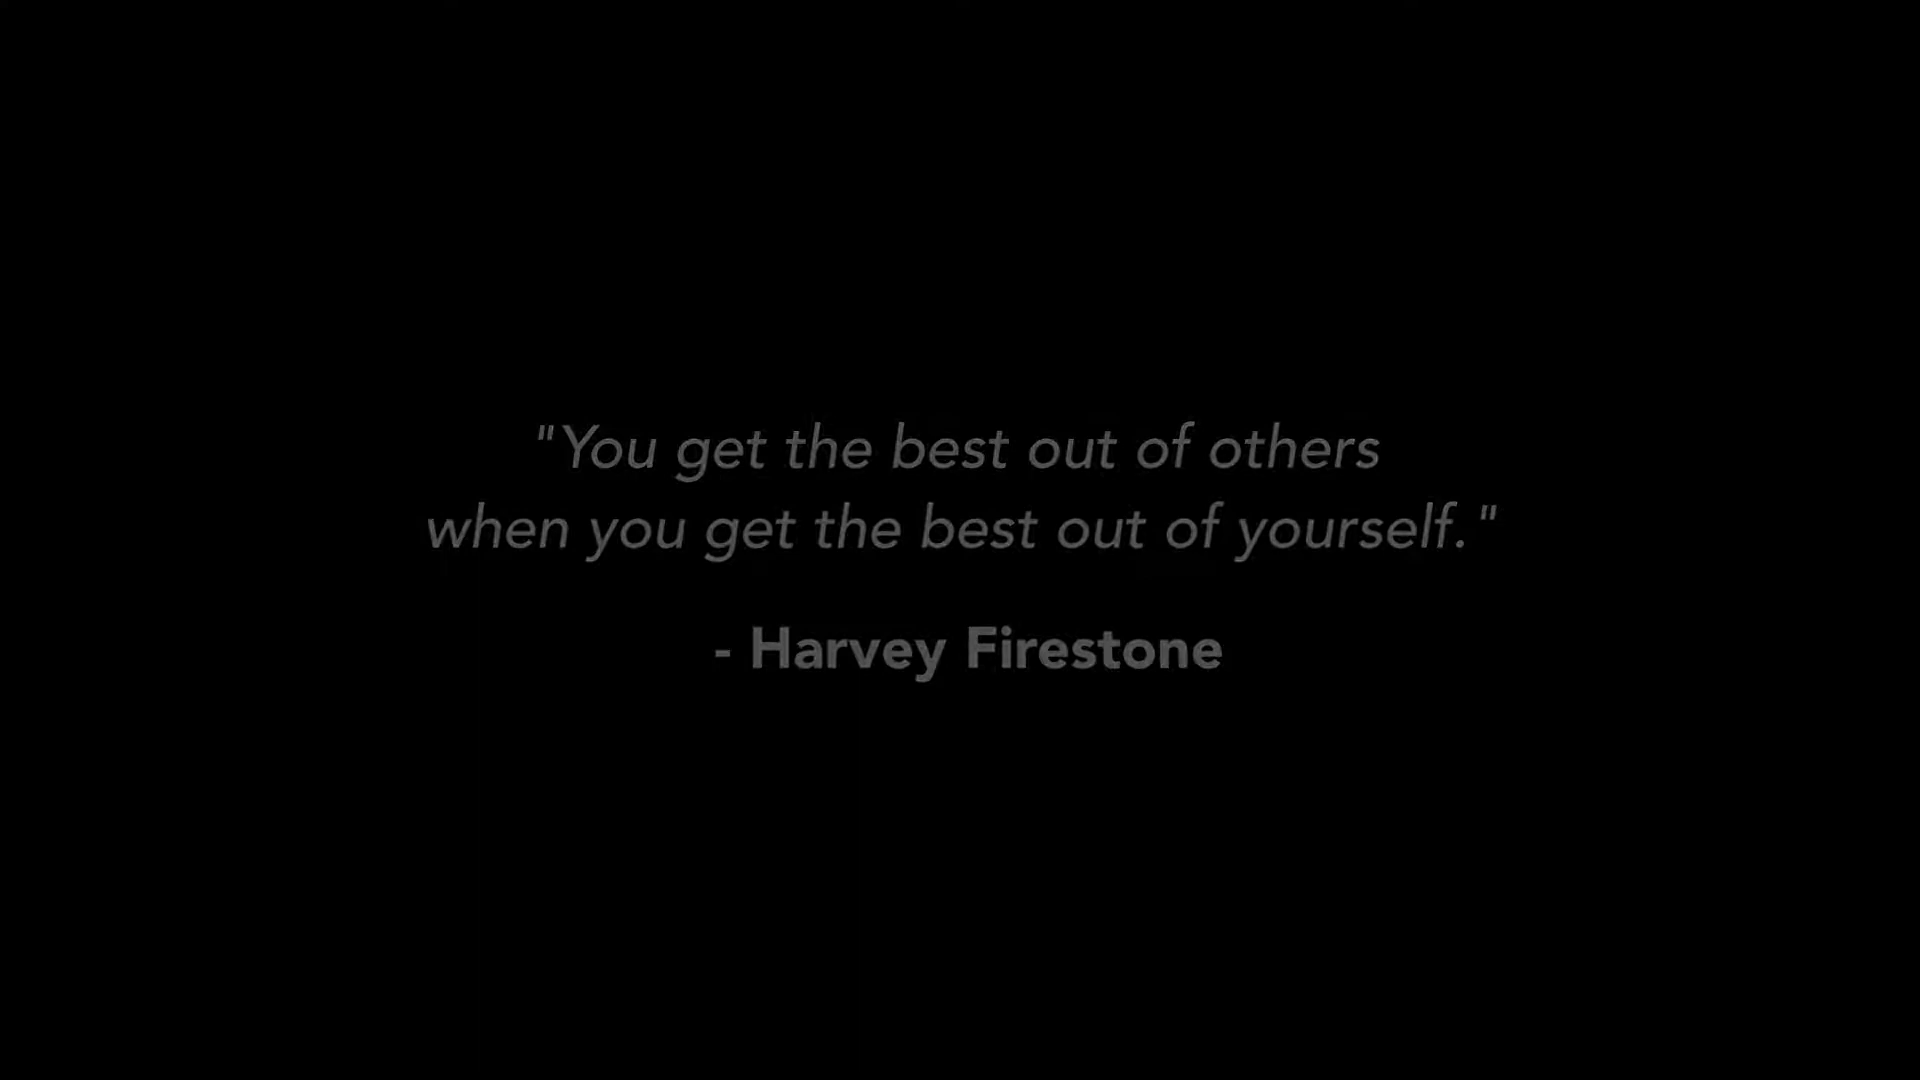 "You get the best out of others
when you get the best out of yourself."
- Harvey Firestone